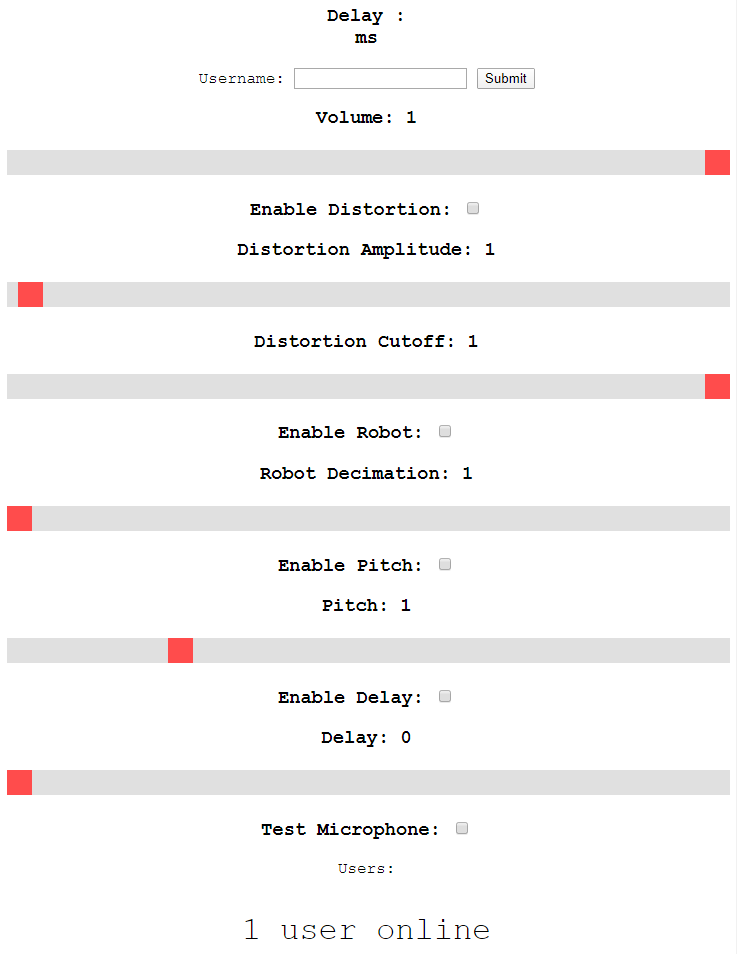 Delay :
ms
Username: Submit
Volume: 1
Enable Distortion:
Distortion Amplitude: 1
Distortion Cutoff: 1
Enable Robot:
Robot Decimation: 1
Enable Pitch:
Pitch: 1
Enable Delay:
Delay: 0
Test Microphone:
Users:
1 user online